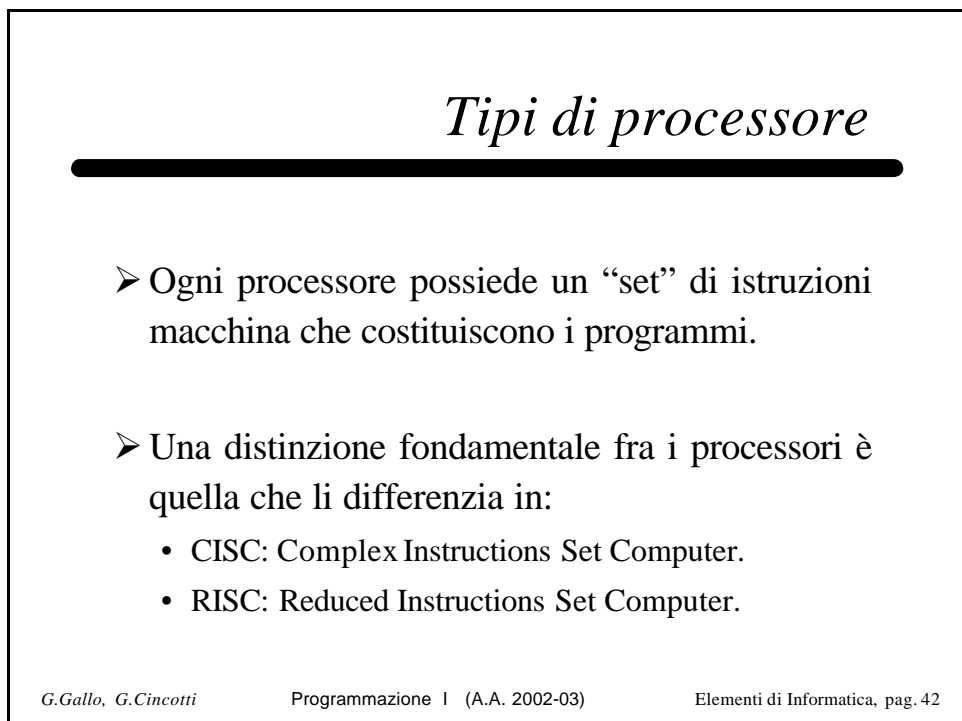 Tipi di processore
➢ Ogni processore possiede un “set” di istruzioni
macchina che costituiscono i programmi.
➢ Una distinzione fondamentale fra i processori è
quella che li differenzia in:
• CISC: Complex Instructions Set Computer.
• RISC: Reduced Instructions Set Computer.
G.Gallo, G.Cincotti Programmazione I (A.A. 2002-03) Elementi di Informatica, pag. 42